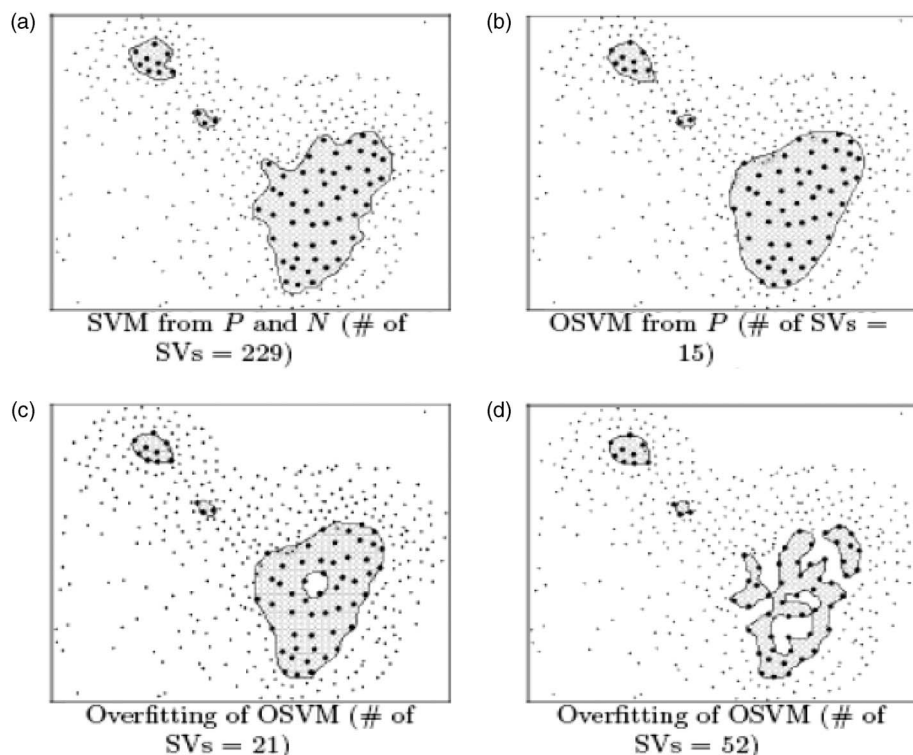 (a)
SVM from P and N (# of
SVs = 229)
(b)
OSVM from P (# of SVs =
15)
(c)
Overfitting of OSVM (# of
SVs = 21)
(d)
Overfitting of OSVM (# of
SVs = 52)